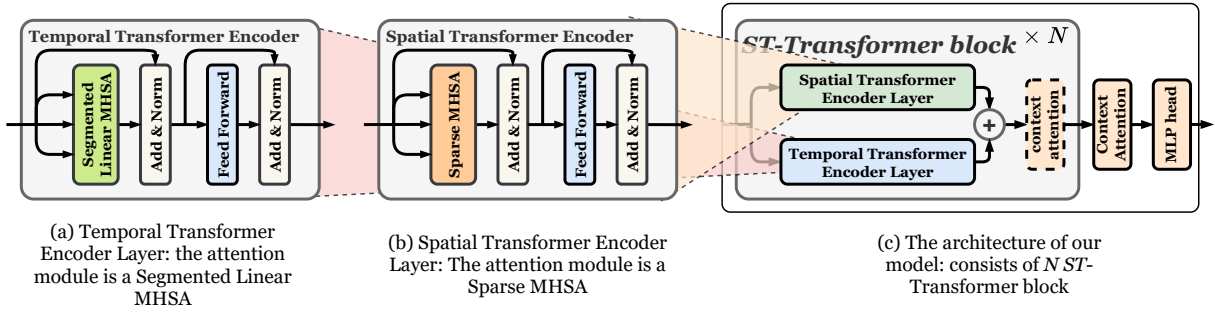 Temporal Transformer Encoder
Segmented
Linear MHSA
Add & Norm
Feed Forward
Add & Norm
(a) Temporal Transformer
Encoder Layer: the attention
module is a Segmented Linear
MHSA
Spatial Transformer Encoder
Sparse MHSA
Add & Norm
Feed Forward
Add & Norm
(b) Spatial Transformer Encoder
Layer: The attention module is a
Sparse MHSA
ST-Transformer block × N
Spatial Transformer
Encoder Layer
Temporal Transformer
Encoder Layer
+
context
attention
Context
Attention
MLP head
(c) The architecture of our
model: consists of N ST-
Transformer block